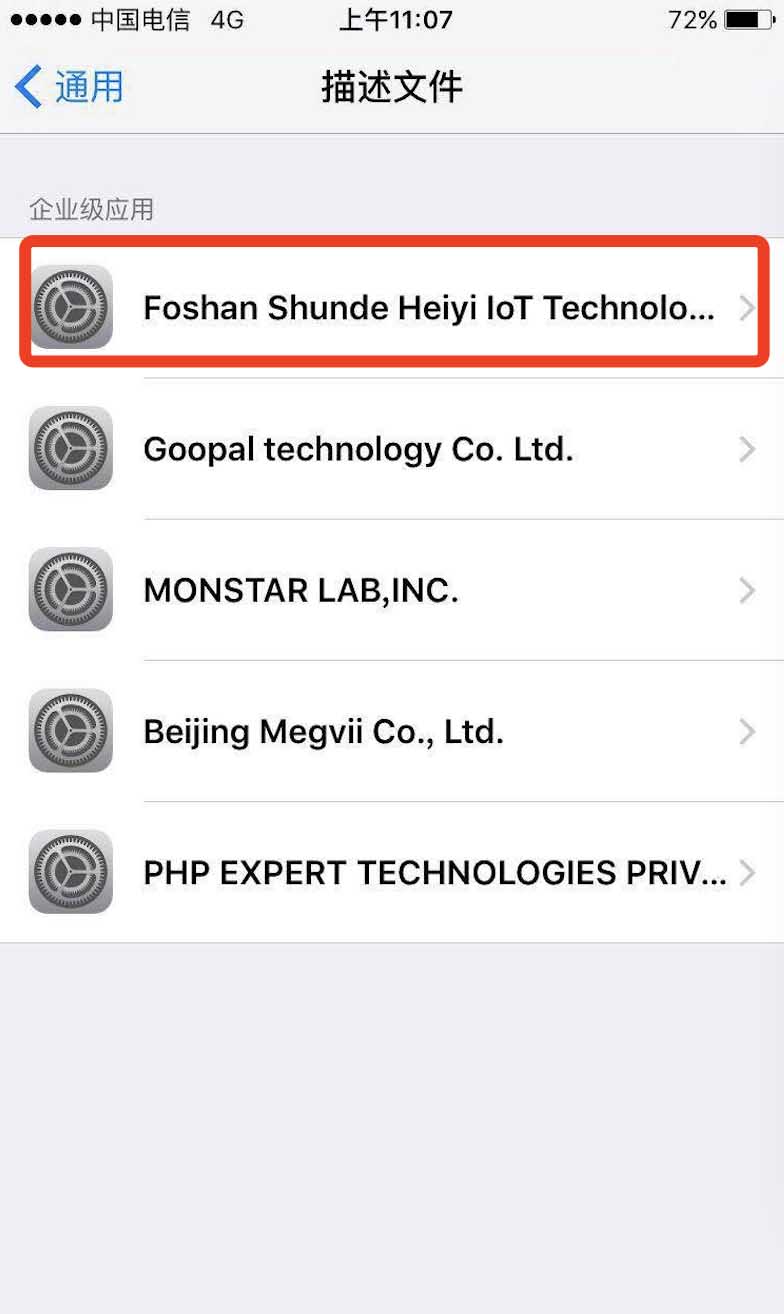 中国电信 4G 上午11:07 72%
通用 描述文件
企业级应用
Foshan Shunde Heiyi IoT Technolo...
Goopal technology Co. Ltd.
MONSTAR LAB,INC.
Beijing Megvii Co., Ltd.
PHP EXPERT TECHNOLOGIES PRIV...